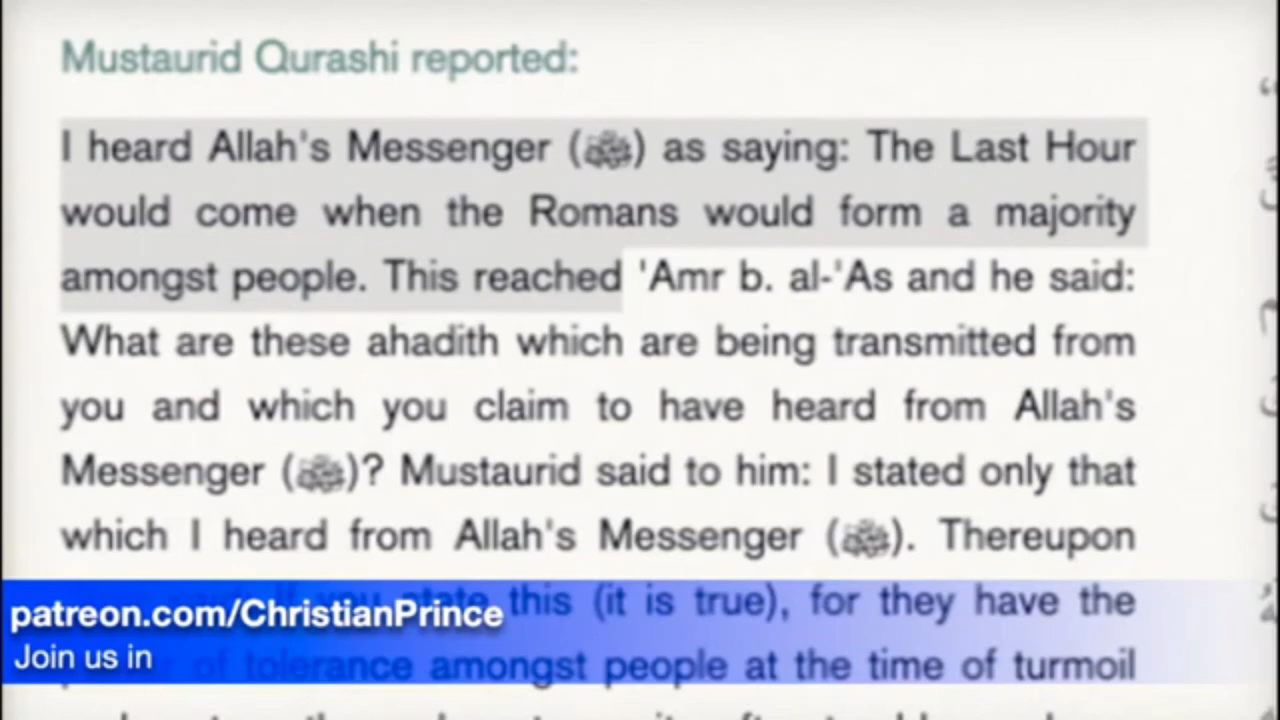 Mustaurid Qurashi reported:
I heard Allah's Messenger (ﷺ) as saying: The Last Hour
would come when the Romans would form a majority
amongst people. This reached 'Amr b. al-'As and he said:
What are these ahadith which are being transmitted from
you and which you claim to have heard from Allah's
Messenger (ﷺ)? Mustaurid said to him: I stated only that
which I heard from Allah's Messenger (ﷺ). Thereupon
If you state this (it is true), for they have the
of tolerance amongst people at the time of turmoil
patreon.com/ChristianPrince
Join us in